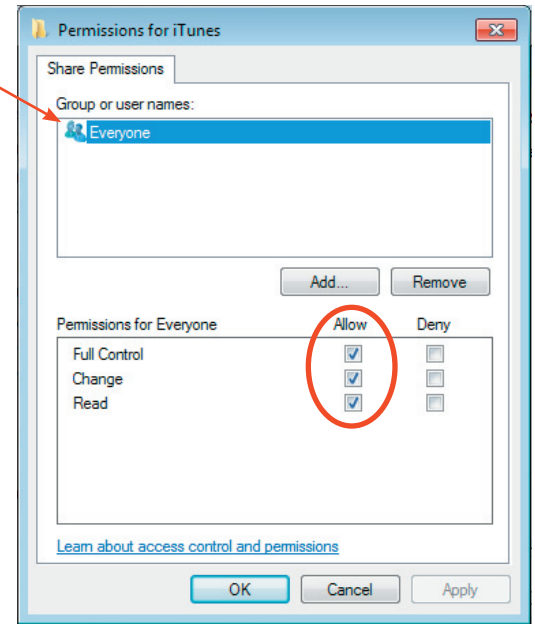 Permissions for iTunes
Share Permissions
Group or user names:
Everyone
Add... Remove
Permissions for Everyone Allow Deny
Full Control
Change
Read
Learn about access control and permissions
OK Cancel Apply